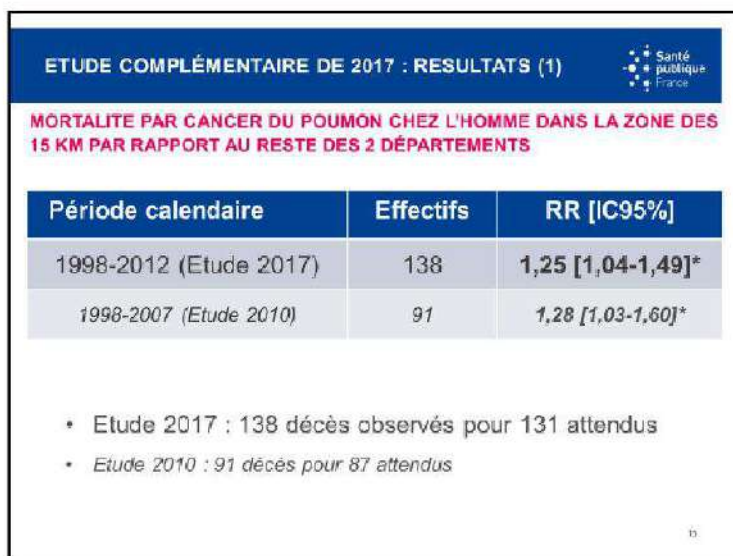 ETUDE COMPLÉMENTAIRE DE 2017 : RESULTATS (1)
Santé
publique
France
MORTALITE PAR CANCER DU POUMON CHEZ L'HOMME DANS LA ZONE DES
15 KM PAR RAPPORT AU RESTE DES 2 DÉPARTEMENTS
Période calendaire Effectifs RR [IC95%]
1998-2012 (Etude 2017) 138 1,25 [1,04-1,49]*
1998-2007 (Etude 2010) 91 1,28 [1,03-1,60]*
• Etude 2017 : 138 décès observés pour 131 attendus
• Etude 2010 : 91 décès pour 87 attendus